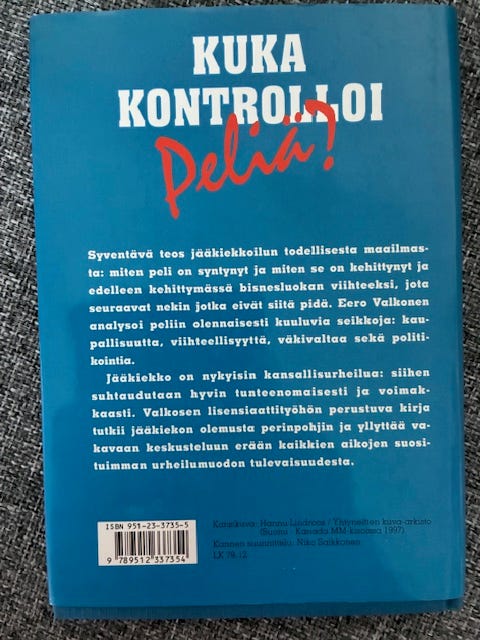 KUKA
KONTROLLOI
Peliä?
Syventävä teos jääkiekkoilun todellisesta maailmas-
ta: miten peli on syntynyt ja miten se on kehittynyt ja
edelleen kehittymässä bisnesluokan viihteeksi, jota
seuraavat nekin jotka eivät siitä pidä. Eero Valkonen
analysoi peliin olennaisesti kuuluvia seikkoja: kau-
pallisuutta, viihteellisyyttä, väkivaltaa sekä politi-
kointia.
Jääkiekko on nykyisin kansallisurheilua: siihen
suhtaudutaan hyvin tunteenomaisesti ja voimak-
kaasti. Valkosen lisensiaattityöhön perustuva kirja
tutkii jääkiekon olemusta perinpohjin ja yllyttää va-
kavaan keskusteluun erään kaikkien aikojen suosi-
tuimman urheilumuodon tulevaisuudesta.
ISBN 951-23-3735-5
9 789512 337354
Kansikuva: Hannu Lindroos / Yhtyneitten kuva-arkisto
(Suomi - Kanada MM-kisoissa 1997)
Kannen suunnittelu: Niko Saikkonen
LK 78.12